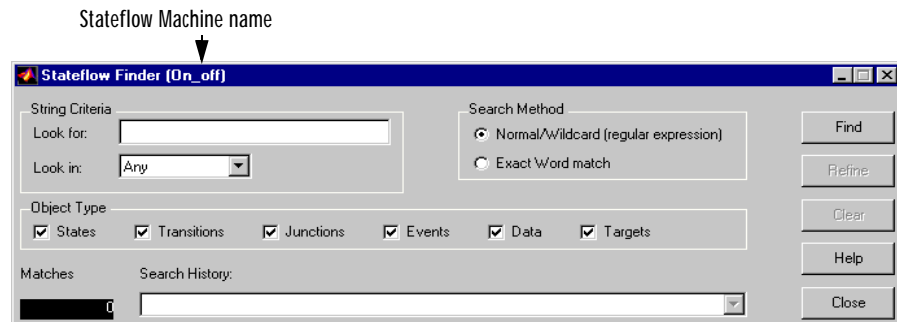 Stateflow Machine name
Stateflow Finder (On_off)
String Criteria
Look for:
Look in: Any
Search Method
Normal/Wildcard (regular expression)
Exact Word match
Find
Refine
Clear
Help
Close
Object Type
States Transitions Junctions Events Data Targets
Matches Search History:
0